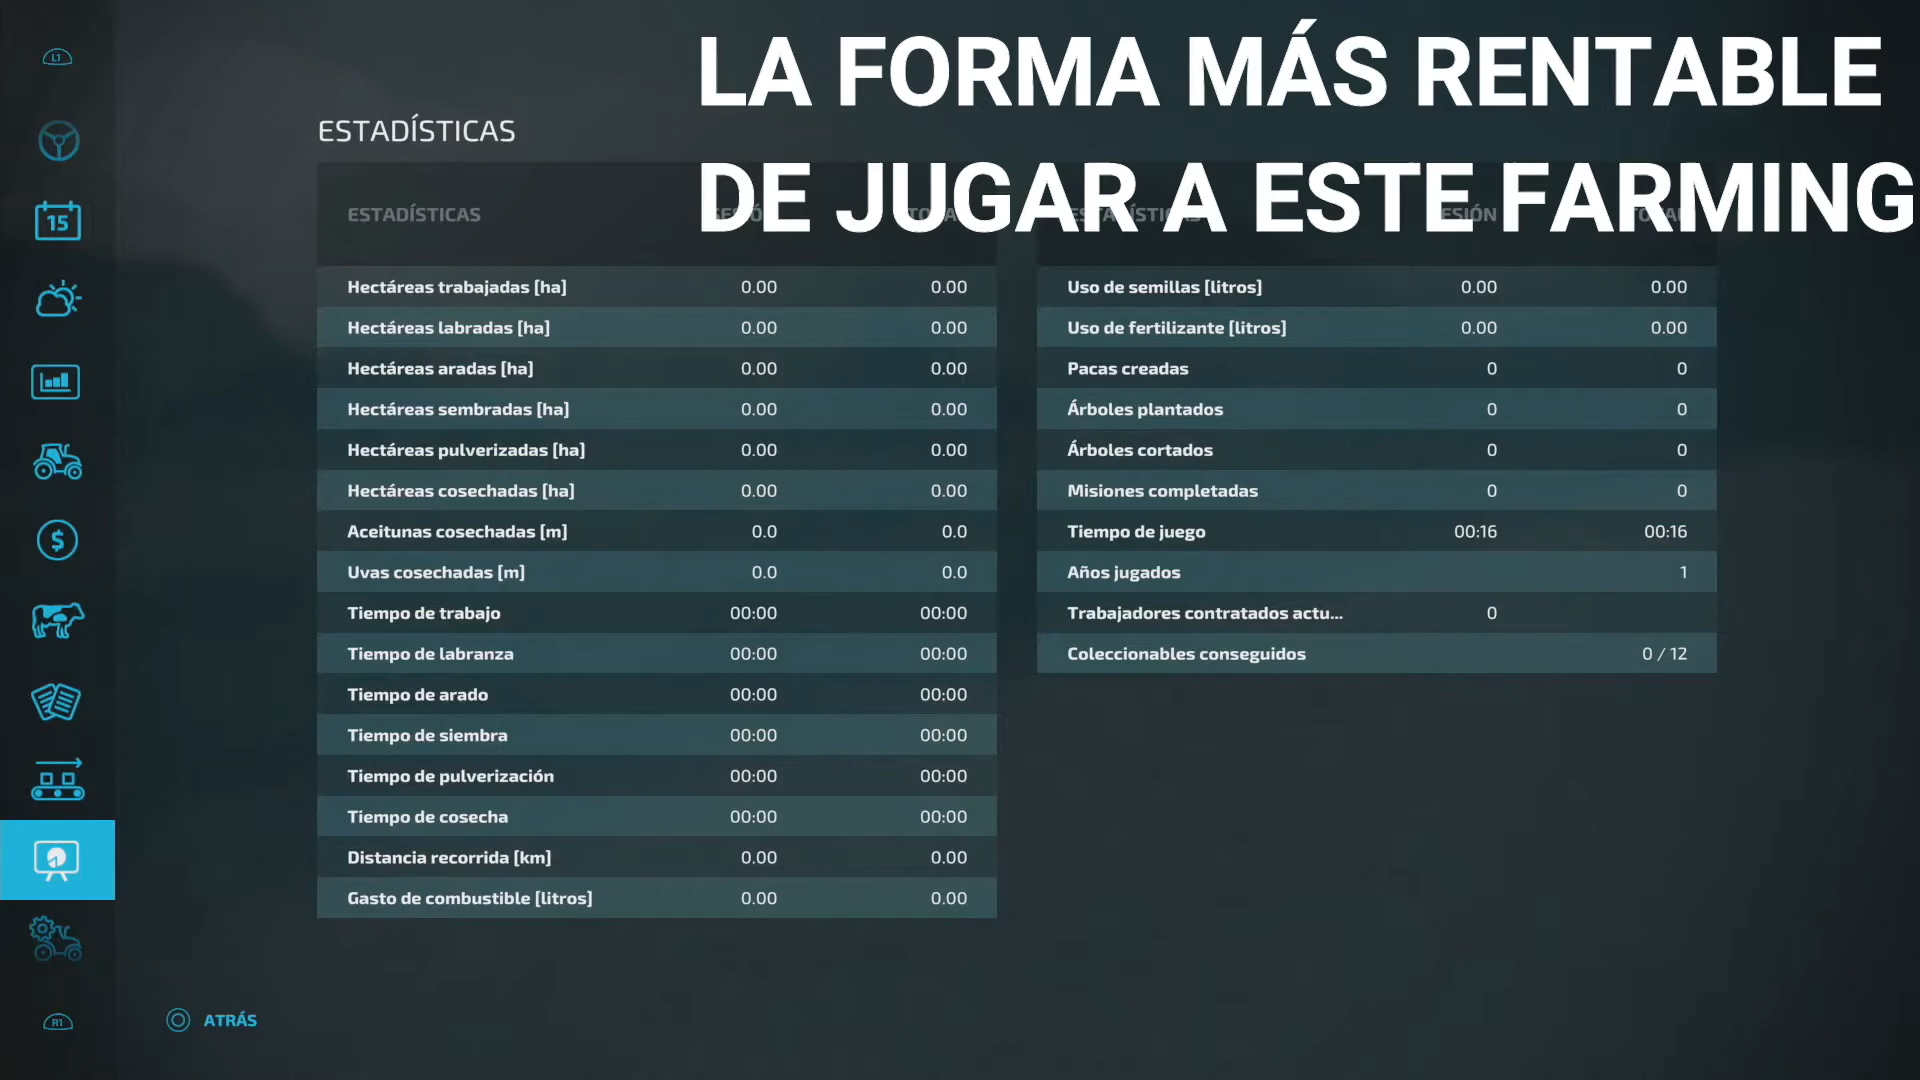 LA FORMA MÁS RENTABLE
DE JUGAR A ESTE FARMING
L1
15
ESTADÍSTICAS
ESTADÍSTICAS
Hectáreas trabajadas [ha] 0.00 0.00
Hectáreas labradas [ha] 0.00 0.00
Hectáreas aradas [ha] 0.00 0.00
Hectáreas sembradas [ha] 0.00 0.00
Hectáreas pulverizadas [ha] 0.00 0.00
Hectáreas cosechadas [ha] 0.00 0.00
Aceitunas cosechadas [m] 0.0 0.0
Uvas cosechadas [m] 0.0 0.0
Tiempo de trabajo 00:00 00:00
Tiempo de labranza 00:00 00:00
Tiempo de arado 00:00 00:00
Tiempo de siembra 00:00 00:00
Tiempo de pulverización 00:00 00:00
Tiempo de cosecha 00:00 00:00
Distancia recorrida [km] 0.00 0.00
Gasto de combustible [litros] 0.00 0.00
Uso de semillas [litros] 0.00 0.00
Uso de fertilizante [litros] 0.00 0.00
Pacas creadas 0 0
Árboles plantados 0 0
Árboles cortados 0 0
Misiones completadas 0 0
Tiempo de juego 00:16 00:16
Años jugados 1
Trabajadores contratados actu... 0
Coleccionables conseguidos 0 / 12
R1
ATRÁS